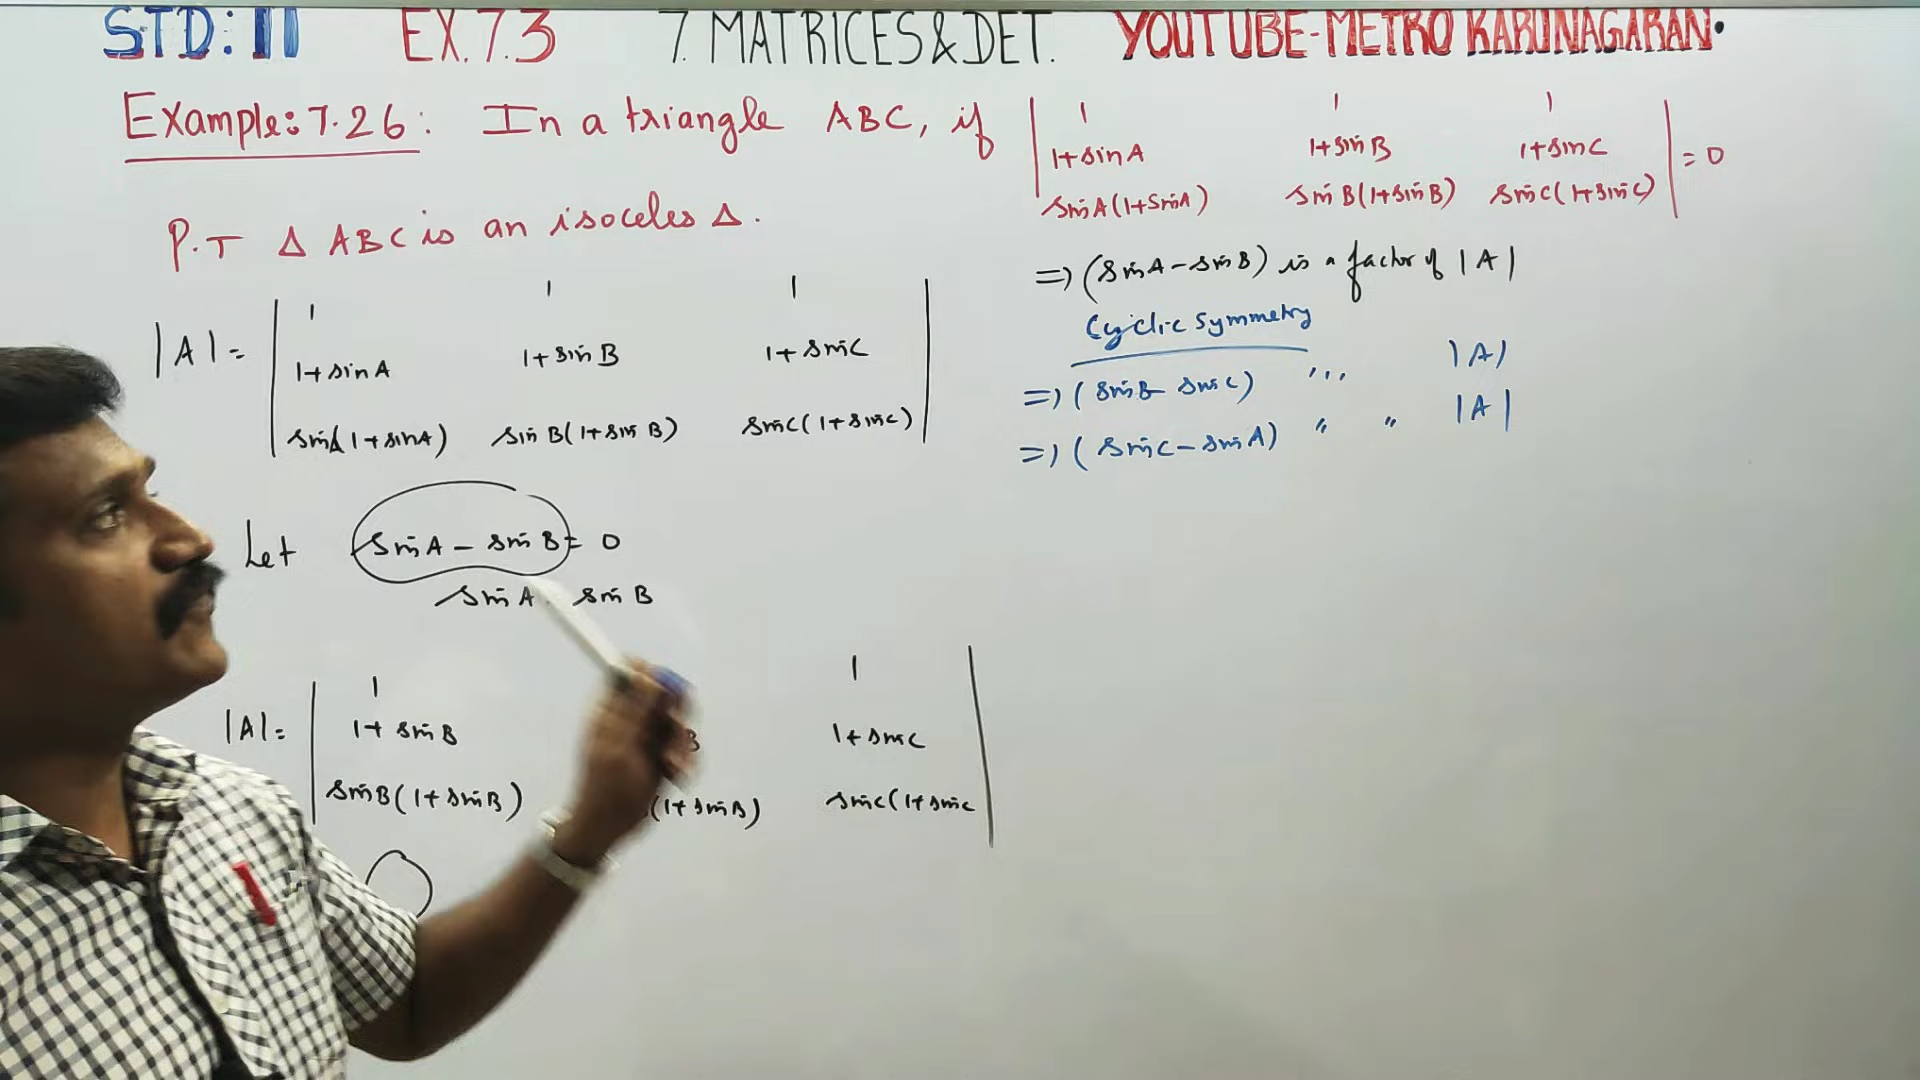 STD: 11 EX. 7.3 7. MATRICES & DET. YOUTUBE-METRO KARUNAGARAN.
Example: 7.26: In a triangle ABC, if | 1 1 1 |
1+sinA 1+sinB 1+sinC = 0
sinA(1+sinA) sinB(1+sinB) sinC(1+sinC)
P.T Δ ABC is an isoceles Δ.
|A| = | 1 1 1 |
1+sinA 1+sinB 1+sinC
sinA(1+sinA) sinB(1+sinB) sinC(1+sinC)
Let sinA - sinB = 0
sinA sinB
|A| = | 1 1 |
1+sinB B 1+sinC
sinB(1+sinB) (1+sinB) sinC(1+sinC
=> (sinA - sinB) is a factor of |A|
Cyclic Symmetry
=> (sinB - sinC) ,,, |A|
=> (sinC - sinA) " " |A|